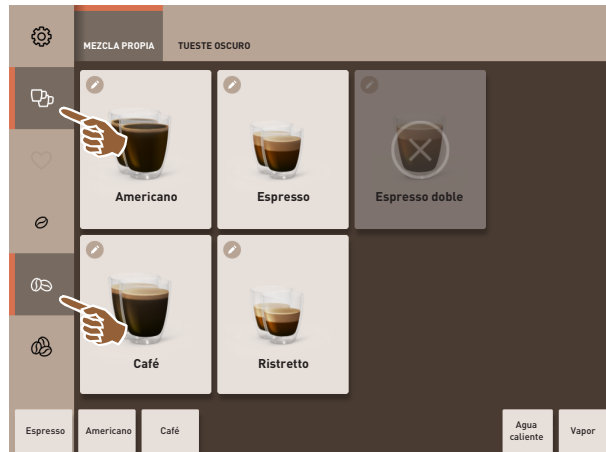 MEZCLA PROPIA TUESTE OSCURO
Americano Espresso Espresso doble
Café Ristretto
Espresso Americano Café Agua caliente Vapor